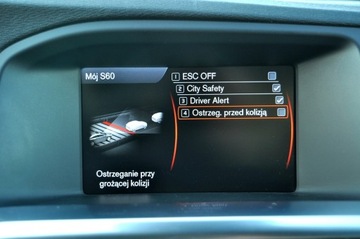 Mój S60
1 ESC OFF
2 City Safety
3 Driver Alert
4 Ostrzeg. przed kolizją
Ostrzeganie przy
grożącej kolizji